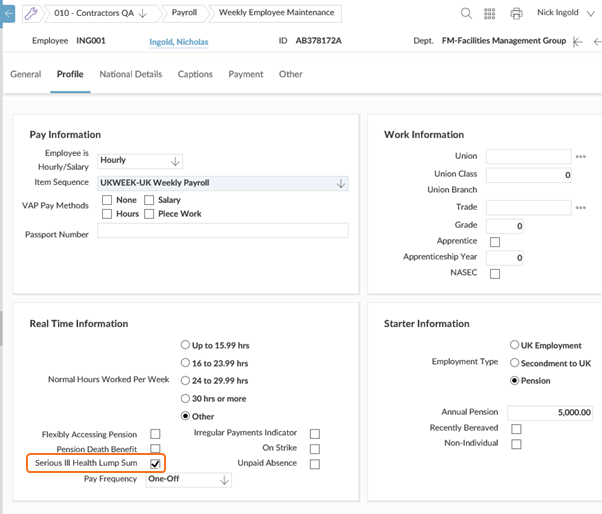 010 - Contractors QA Payroll Weekly Employee Maintenance Nick Ingold
Employee ING001 Ingold, Nicholas ID AB378172A Dept. FM-Facilities Management Group
General Profile National Details Captions Payment Other
Pay Information
Employee is
Hourly/Salary
Hourly
Item Sequence UKWEEK-UK Weekly Payroll
VAP Pay Methods
None Salary
Hours Piece Work
Passport Number
Work Information
Union
Union Class 0
Union Branch
Trade
Grade 0
Apprentice
Apprenticeship Year 0
NASEC
Real Time Information
Normal Hours Worked Per Week
Up to 15.99 hrs
16 to 23.99 hrs
24 to 29.99 hrs
30 hrs or more
Other
Flexibly Accessing Pension Irregular Payments Indicator
Pension Death Benefit On Strike
Serious Ill Health Lump Sum Unpaid Absence
Pay Frequency One-Off
Starter Information
Employment Type
UK Employment
Secondment to UK
Pension
Annual Pension 5,000.00
Recently Bereaved
Non-Individual